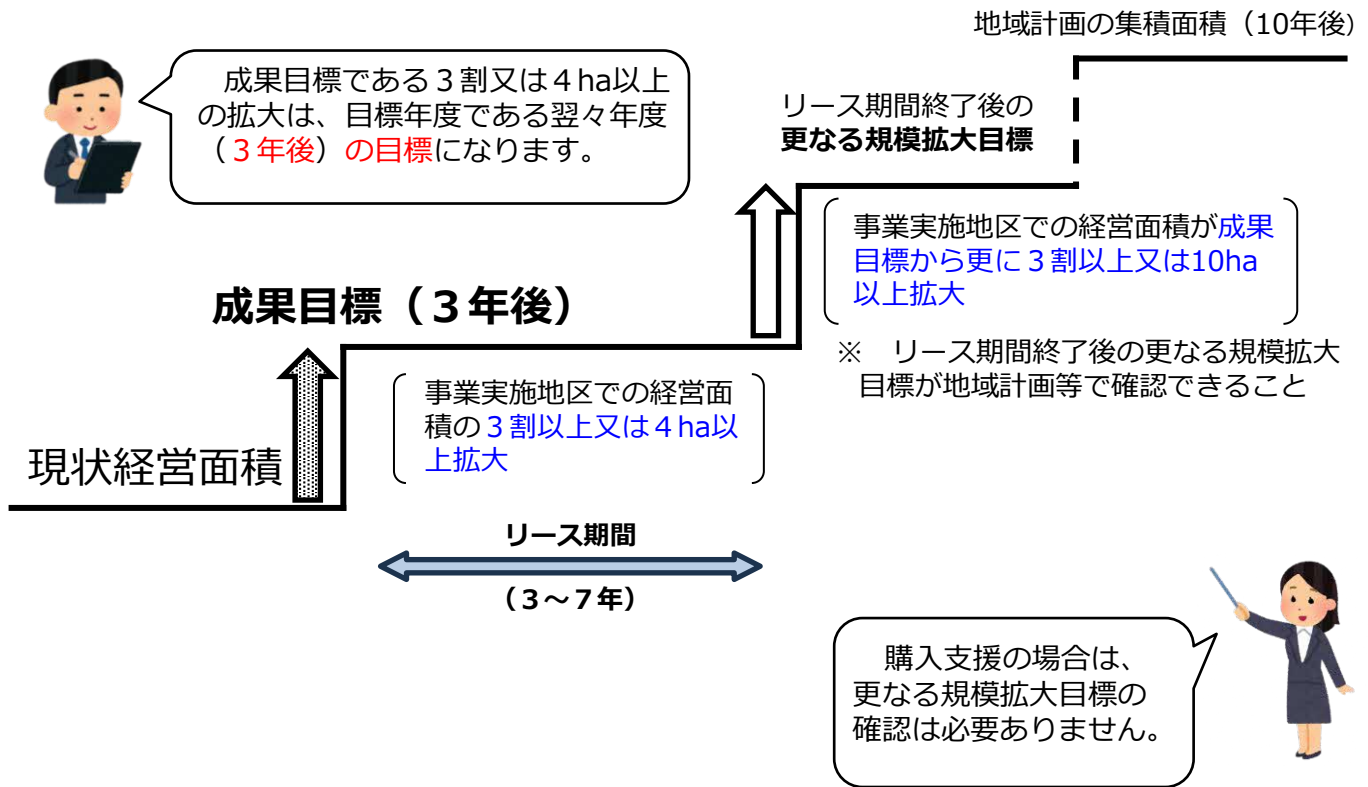 地域計画の集積面積（10年後）
成果目標である３割又は４ha以上
の拡大は、目標年度である翌々年度
（３年後）の目標になります。
リース期間終了後の
更なる規模拡大目標
事業実施地区での経営面積が成果
目標から更に３割以上又は10ha
以上拡大
※　リース期間終了後の更なる規模拡大
目標が地域計画等で確認できること
成果目標（３年後）
事業実施地区での経営面
積の３割以上又は４ha以
上拡大
現状経営面積
リース期間
（３～７年）
購入支援の場合は、
更なる規模拡大目標の
確認は必要ありません。